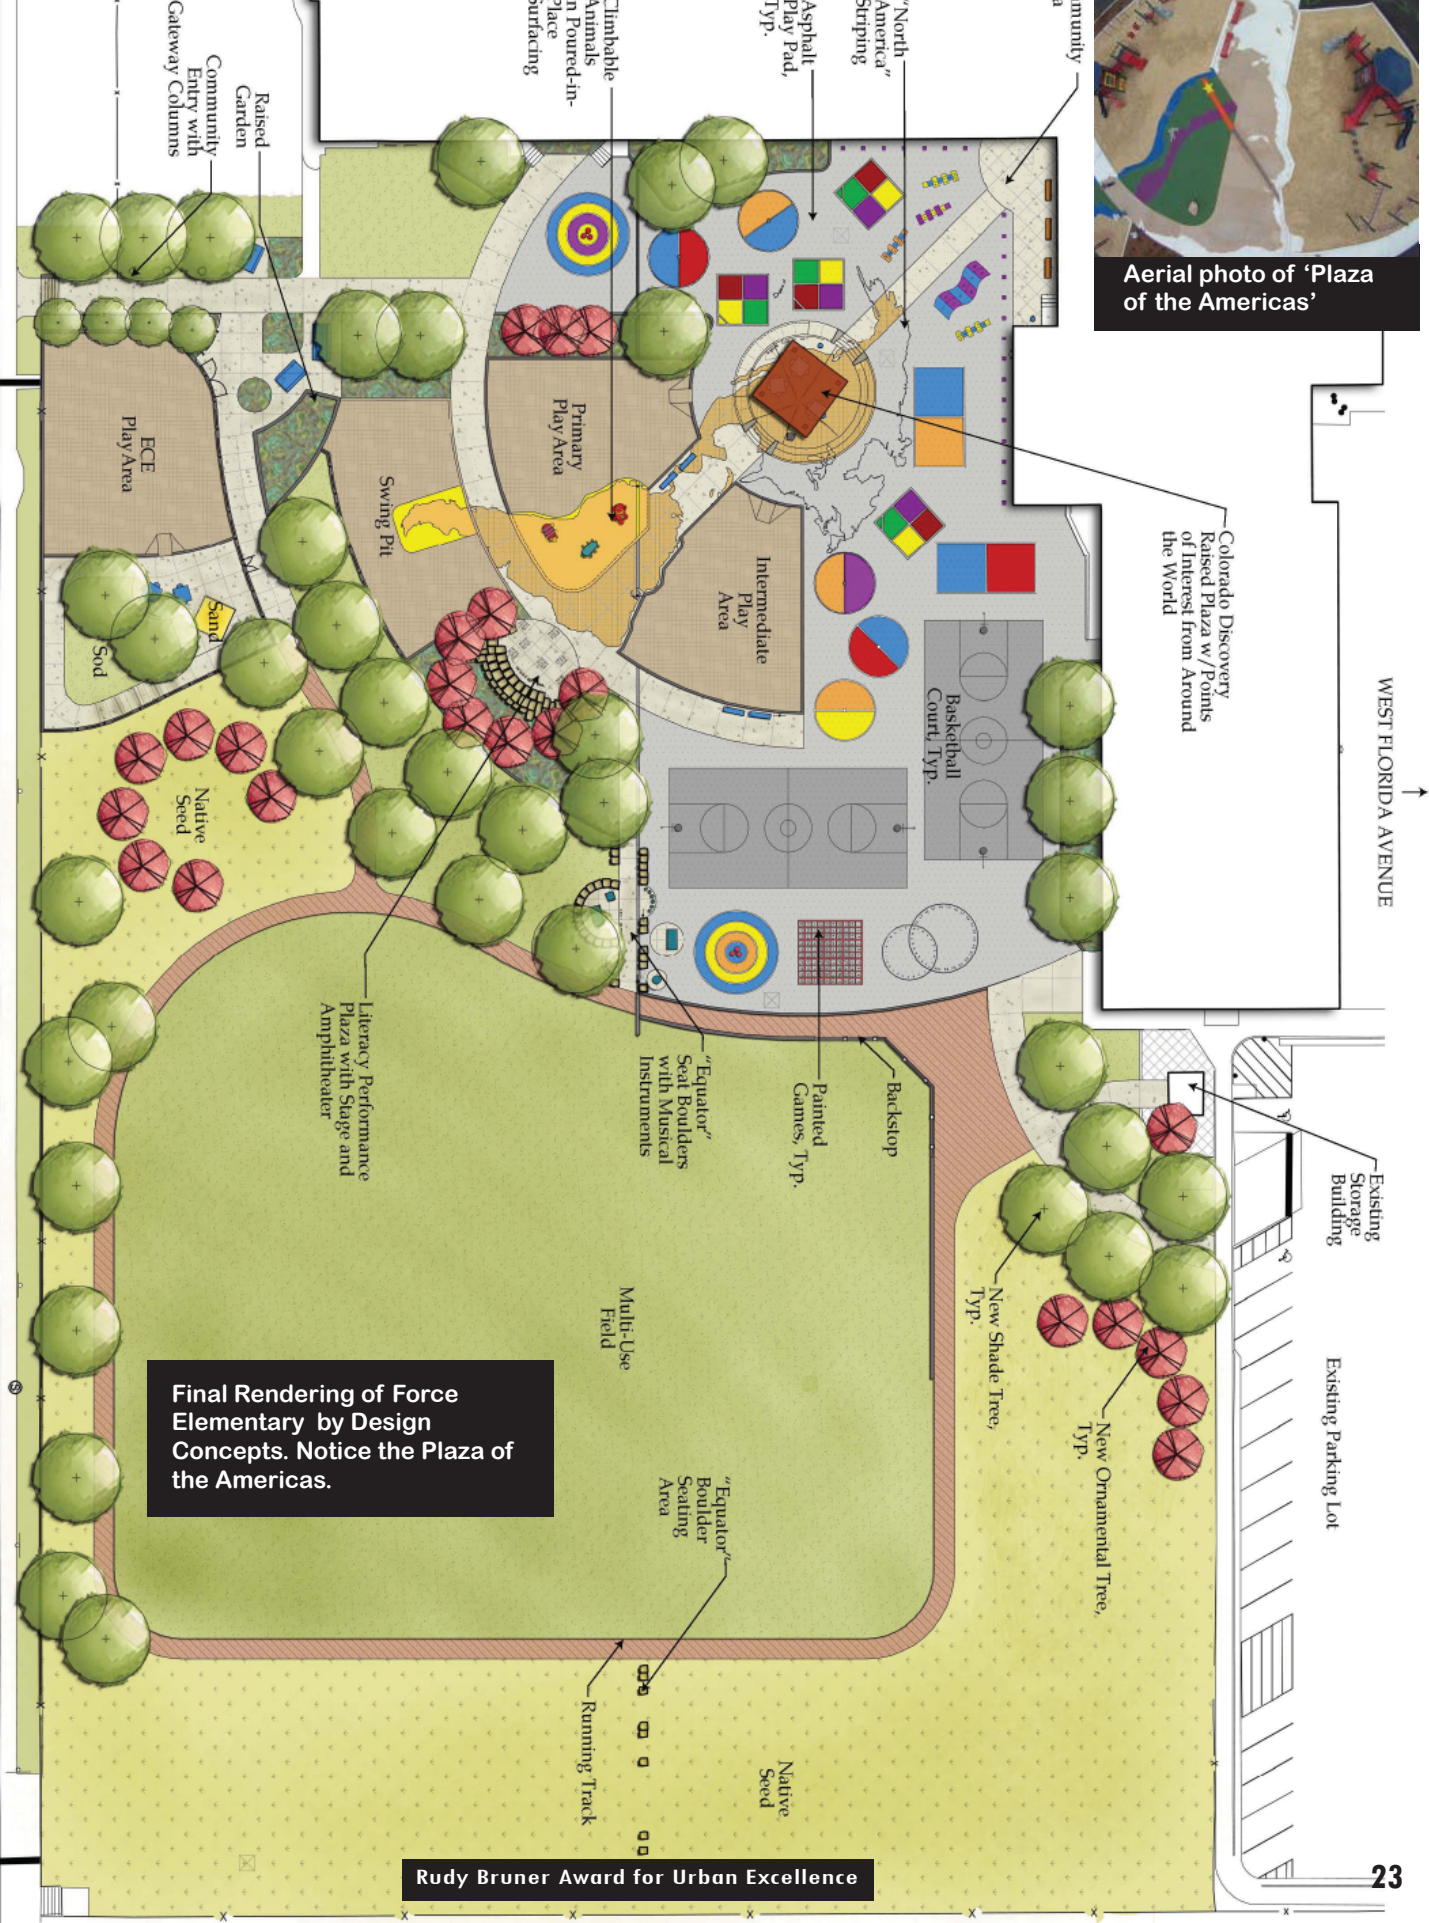 Aerial photo of ‘Plaza
of the Americas’
WEST FLORIDA AVENUE
Colorado Discovery
Raised Plaza w/Points
of Interest from Around
the World
"North
America"
Striping
Asphalt
Play Pad,
Typ.
Climbable
Animals
in Poured-in-
Place
Surfacing
Raised
Garden
Community
Entry with
Gateway Columns
Primary
Play Area
ECE
Play Area
Swing Pit
Intermediate
Play
Area
Sand
Sod
Basketball
Court, Typ.
Native
Seed
Literacy Performance
Plaza with Stage and
Amphitheater
"Equator"
Seat Boulders
with Musical
Instruments
Painted
Games, Typ.
Backstop
Existing
Storage
Building
New Shade Tree,
Typ.
New Ornamental Tree,
Typ.
Existing Parking Lot
Multi-Use
Field
"Equator"
Boulder
Seating
Area
Running Track
Native
Seed
Final Rendering of Force
Elementary by Design
Concepts. Notice the Plaza of
the Americas.
Rudy Bruner Award for Urban Excellence
23